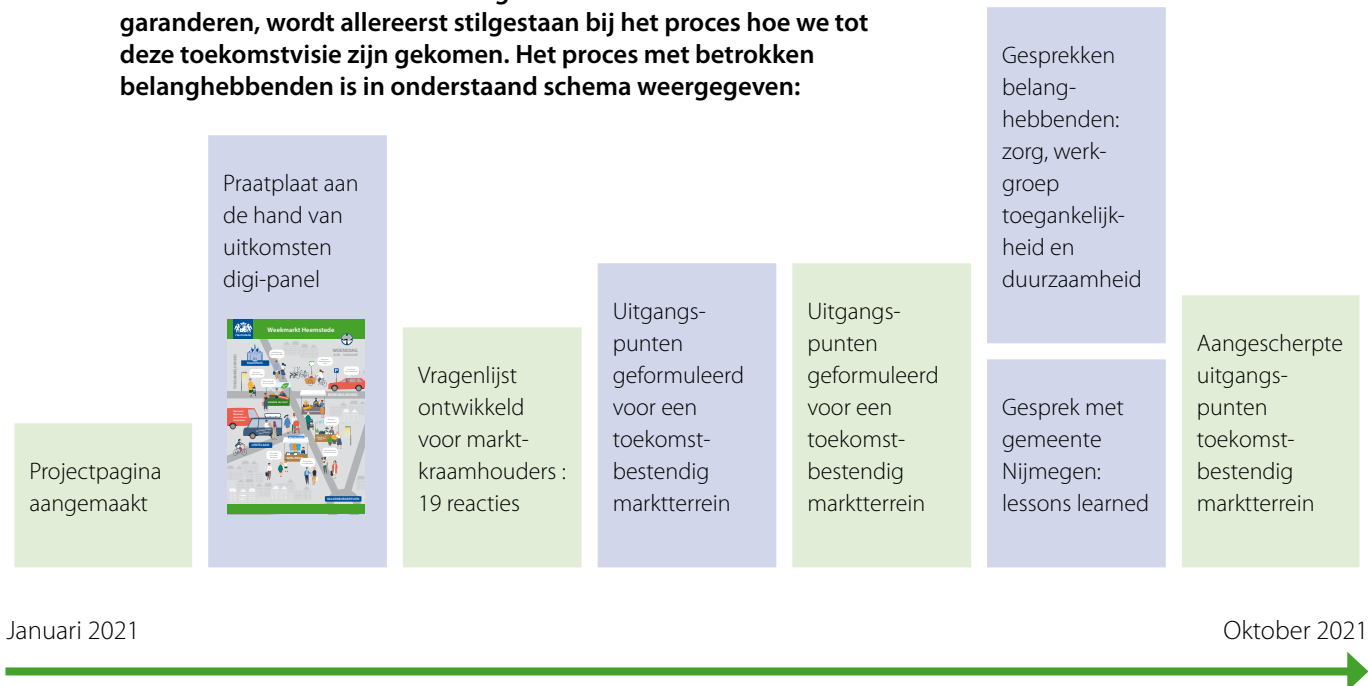 garanderen, wordt allereerst stilgestaan bij het proces hoe we tot
deze toekomstvisie zijn gekomen. Het proces met betrokken
belanghebbenden is in onderstaand schema weergegeven:
Projectpagina
aangemaakt
Praatplaat aan
de hand van
uitkomsten
digi-panel
Weekmarkt Heemstede
Vragenlijst
ontwikkeld
voor markt-
kraamhouders :
19 reacties
Uitgangs-
punten
geformuleerd
voor een
toekomst-
bestendig
marktterrein
Uitgangs-
punten
geformuleerd
voor een
toekomst-
bestendig
marktterrein
Gesprekken
belang-
hebbenden:
zorg, werk-
groep
toegankelijk-
heid en
duurzaamheid
Gesprek met
gemeente
Nijmegen:
lessons learned
Aangescherpte
uitgangs-
punten
toekomst-
bestendig
marktterrein
Januari 2021
Oktober 2021